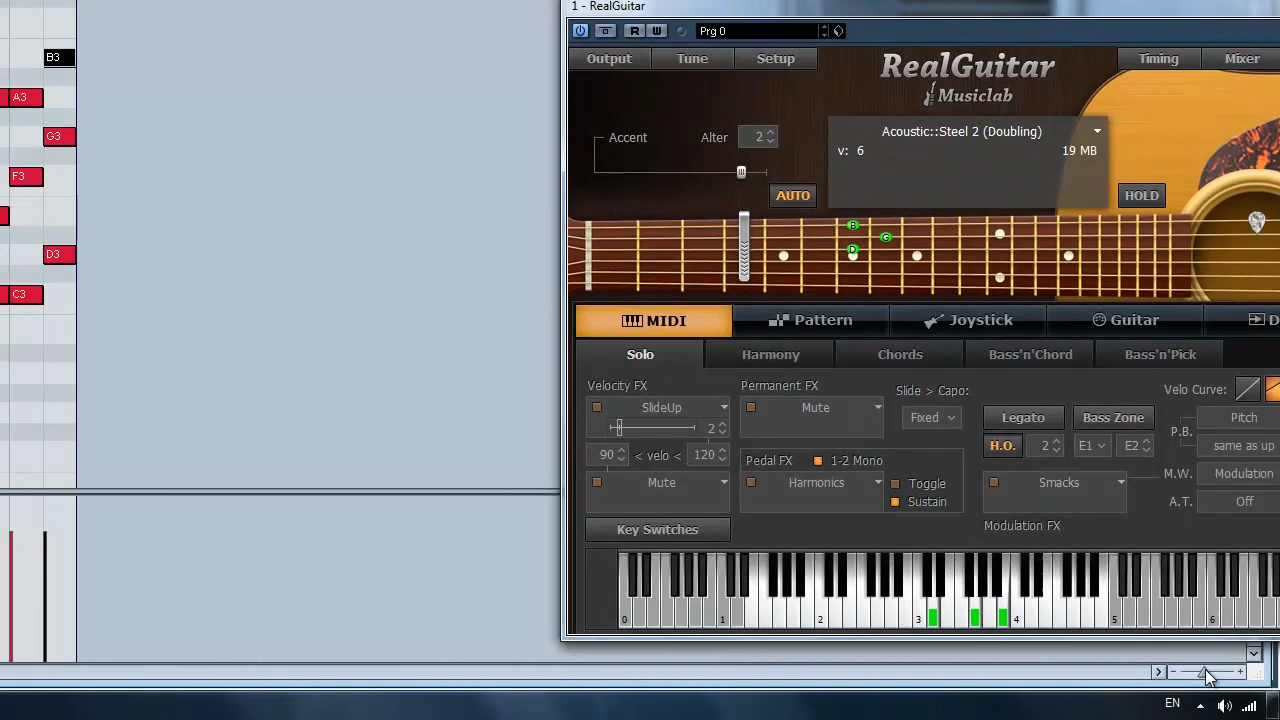 1 - RealGuitar
R W Prg 0
B3
A3
G3
F3
D3
C3
Output Tune Setup
RealGuitar
Musiclab
Timing Mixer
Accent Alter 2
Acoustic::Steel 2 (Doubling)
v: 6 19 MB
AUTO
HOLD
B
G
D
MIDI Pattern Joystick Guitar D
Solo Harmony Chords Bass'n'Chord Bass'n'Pick
Velocity FX
SlideUp
2
90 < velo < 120
Mute
Key Switches
Permanent FX
Mute
Pedal FX 1-2 Mono
Harmonics
Toggle
Sustain
Slide > Capo:
Fixed
Legato Bass Zone
H.O. 2 E1 E2
Smacks
Modulation FX
Velo Curve:
P.B. Pitch
same as up
M.W. Modulation
A.T. Off
0 1 2 3 4 5 6
EN